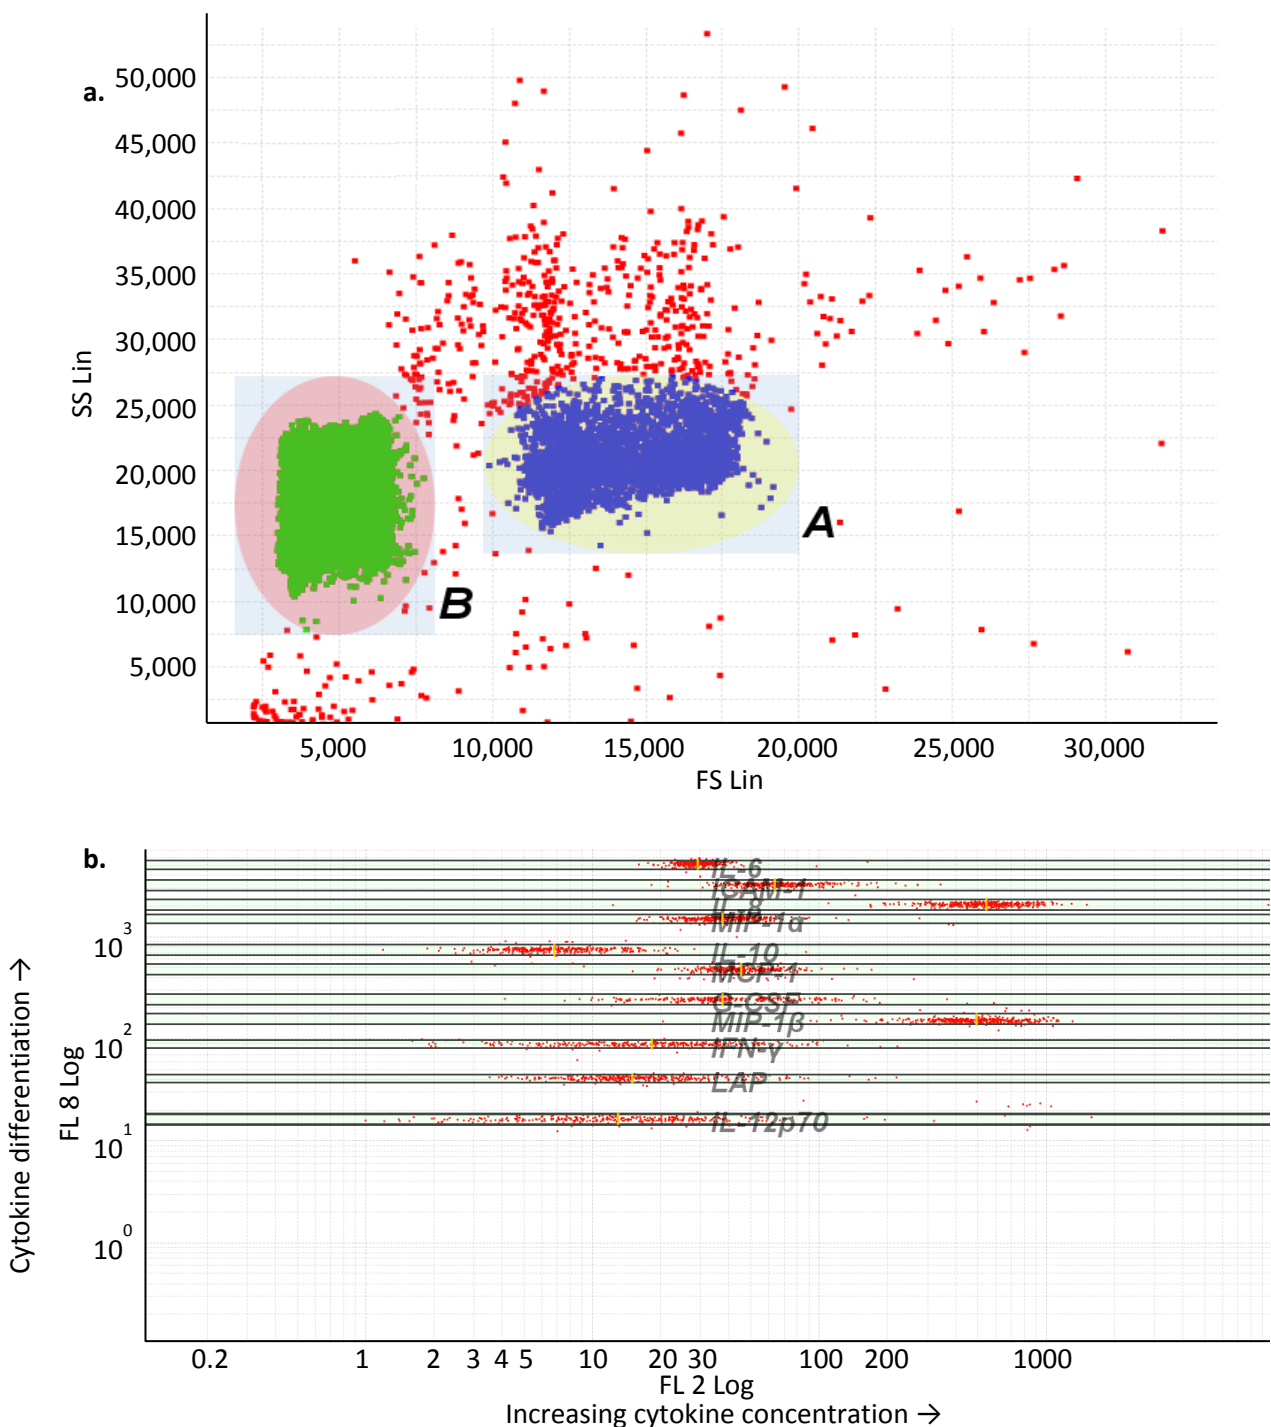 a.
50,000
45,000
40,000
35,000
30,000
25,000
20,000
15,000
10,000
5,000
SS Lin
A
B
5,000 10,000 15,000 20,000 25,000 30,000
FS Lin
b.
IL-6
ICAM-1
IL-8
MIP-1α
IL-10
MCP-1
G-CSF
MIP-1β
IFN-γ
LAP
IL-12p70
10³
10²
10¹
10⁰
Cytokine differentiation →
FL 8 Log
0.2 1 2 3 4 5 10 20 30 100 200 1000
FL 2 Log
Increasing cytokine concentration →